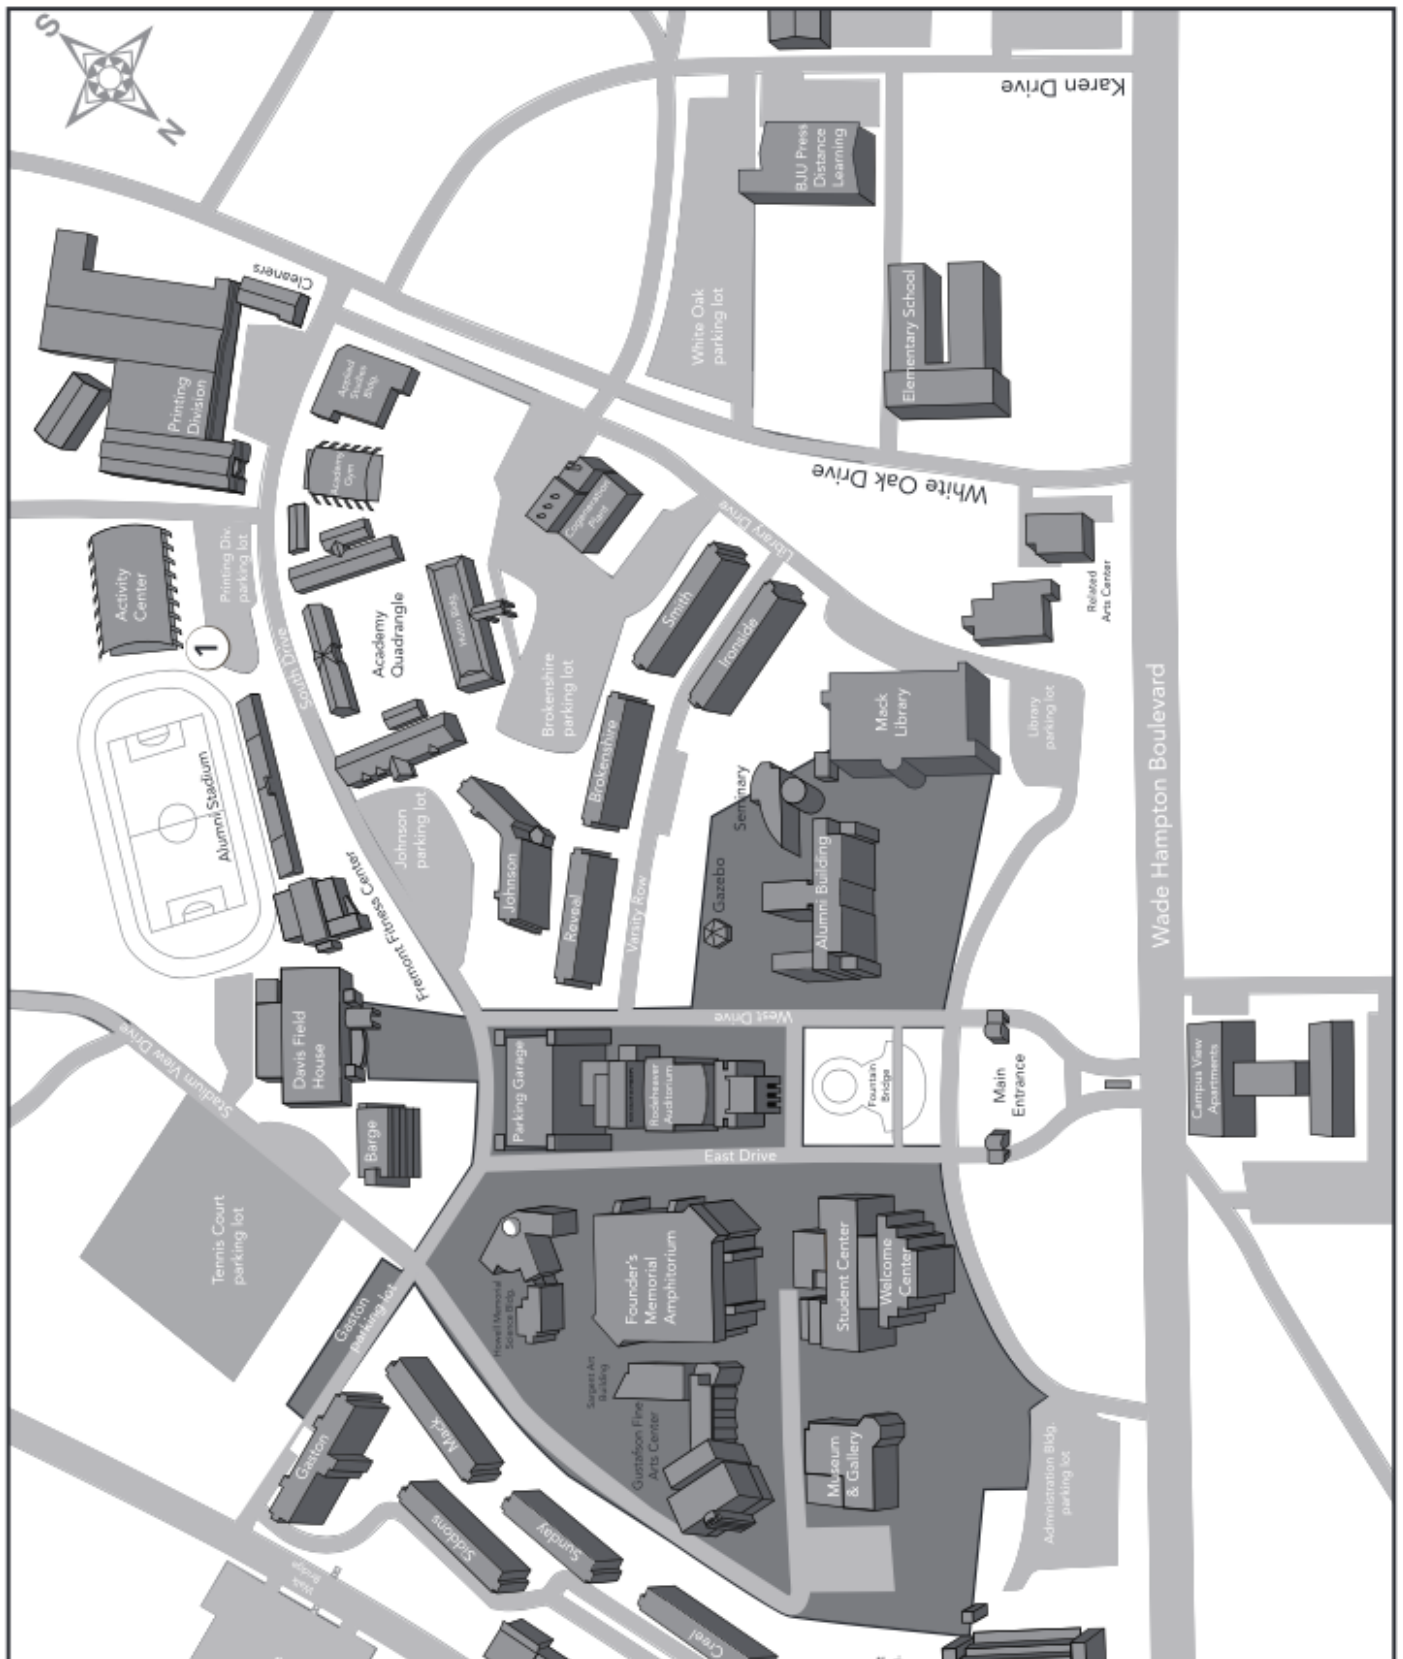 S
N
Karen Drive
BJU Press
Distance
Learning
Cleaners
White Oak
parking lot
Elementary School
Printing
Division
Applied
Studies
Bldg.
Academy
Gym
White Oak Drive
Cogeneration
Plant
Library Drive
Activity
Center
Printing Div.
parking lot
Related
Arts Center
1
South Drive
Academy
Quadrangle
Smith
Ironside
Brokenshire
parking lot
Mack
Library
Library
parking lot
Wade Hampton Boulevard
Alumni Stadium
Brokenshire
Seminary
Johnson
parking lot
Johnson
Reveal
Varsity Row
Gazebo
Alumni Building
Fremont Fitness Center
West Drive
Stadium View Drive
Davis Field
House
Parking Garage
Rodeheaver
Auditorium
Fountain
Bridge
Main
Entrance
Campus View
Apartments
Barge
East Drive
Tennis Court
parking lot
Howell Memorial
Science Bldg.
Founder's
Memorial
Amphitorium
Student Center
Welcome
Center
Gaston
parking lot
Sargent Art
Building
Gustafson Fine
Arts Center
Mack
Gaston
Museum
& Gallery
Administration Bldg.
parking lot
Siddons
Sunday
Walk
Bridge
Creel